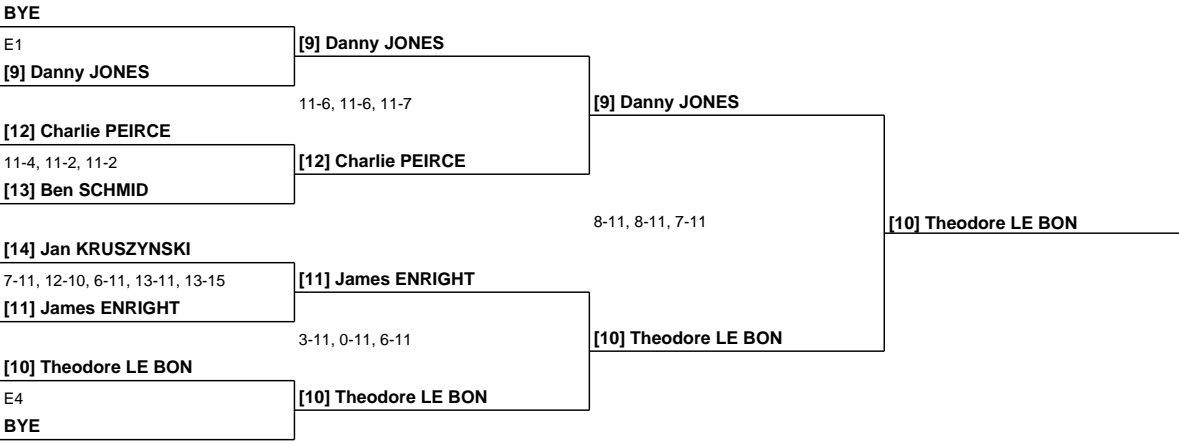 BYE
E1
[9] Danny JONES
[9] Danny JONES
11-6, 11-6, 11-7
[9] Danny JONES
[12] Charlie PEIRCE
11-4, 11-2, 11-2
[12] Charlie PEIRCE
[13] Ben SCHMID
8-11, 8-11, 7-11
[10] Theodore LE BON
[14] Jan KRUSZYNSKI
7-11, 12-10, 6-11, 13-11, 13-15
[11] James ENRIGHT
[11] James ENRIGHT
3-11, 0-11, 6-11
[10] Theodore LE BON
[10] Theodore LE BON
E4
[10] Theodore LE BON
BYE